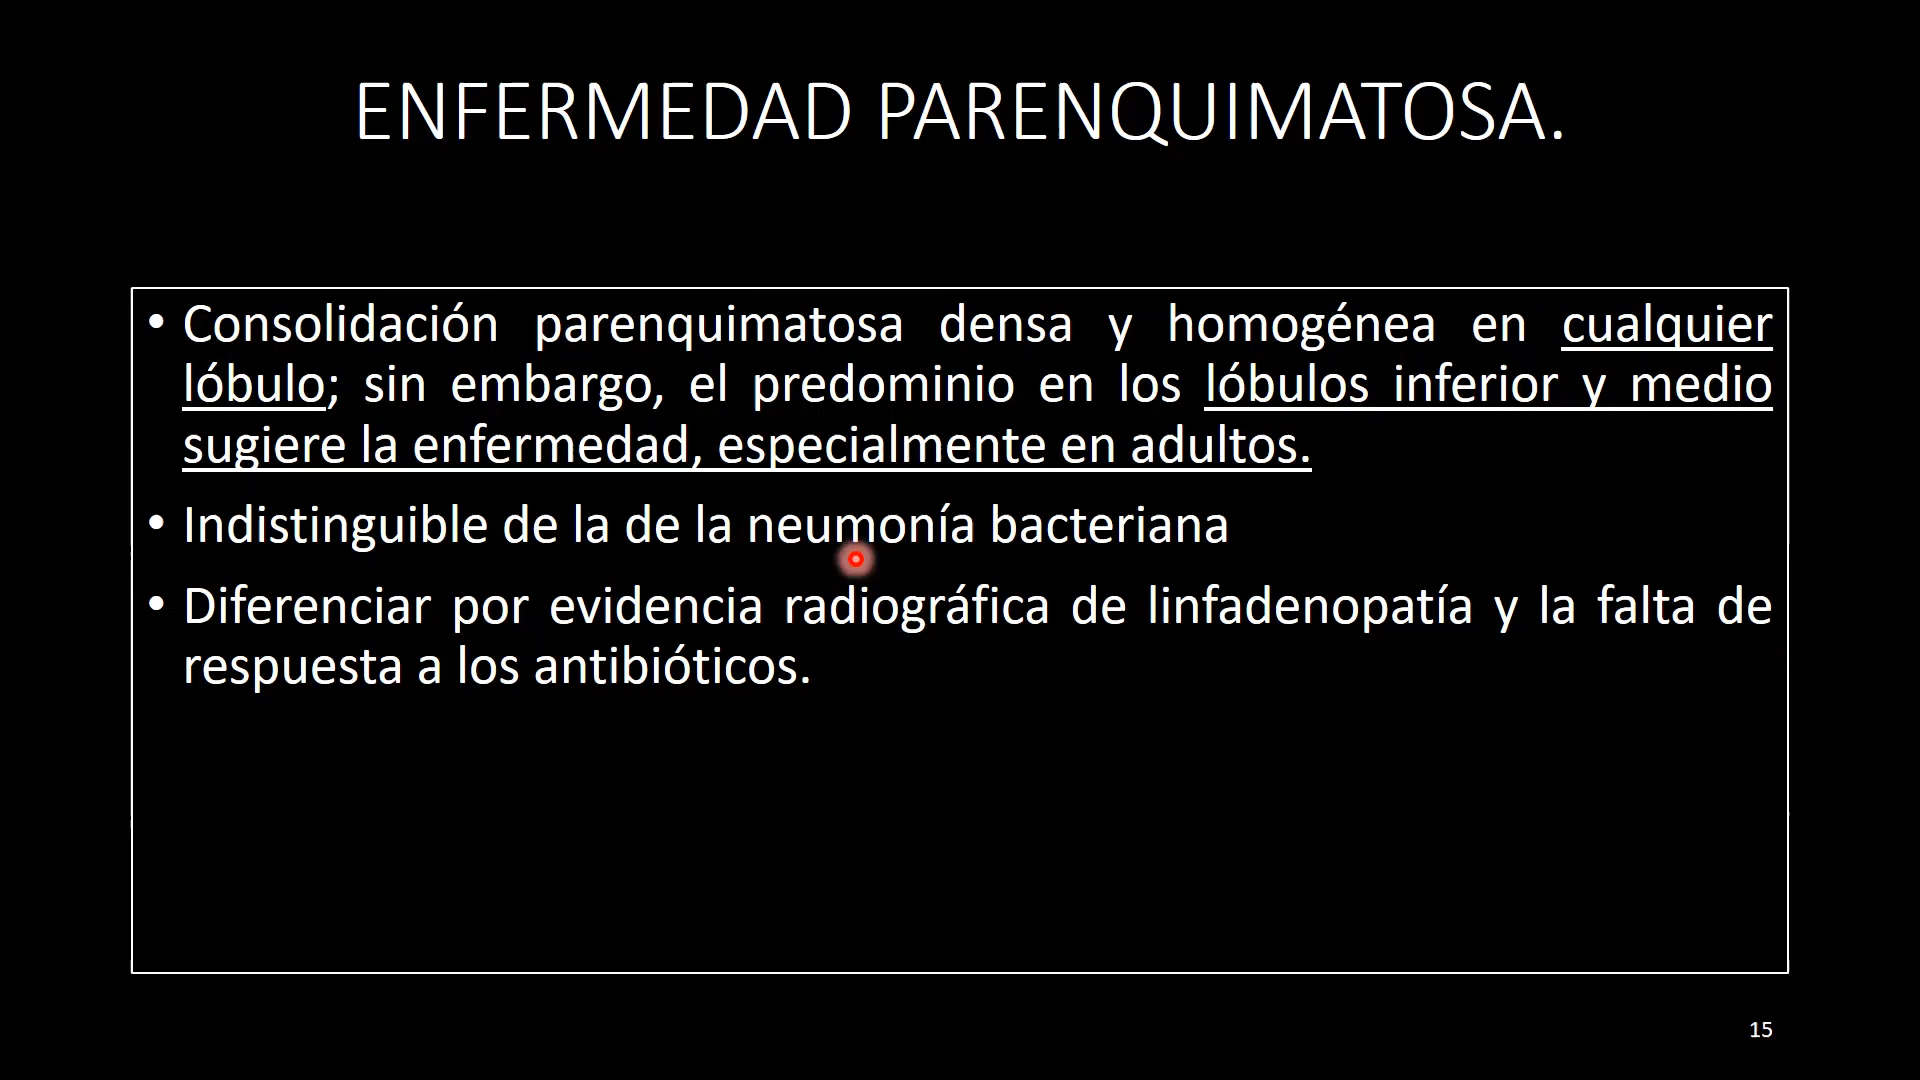 ENFERMEDAD PARENQUIMATOSA.
• Consolidación parenquimatosa densa y homogénea en cualquier
lóbulo; sin embargo, el predominio en los lóbulos inferior y medio
sugiere la enfermedad, especialmente en adultos.
• Indistinguible de la de la neumonía bacteriana
• Diferenciar por evidencia radiográfica de linfadenopatía y la falta de
respuesta a los antibióticos.
15